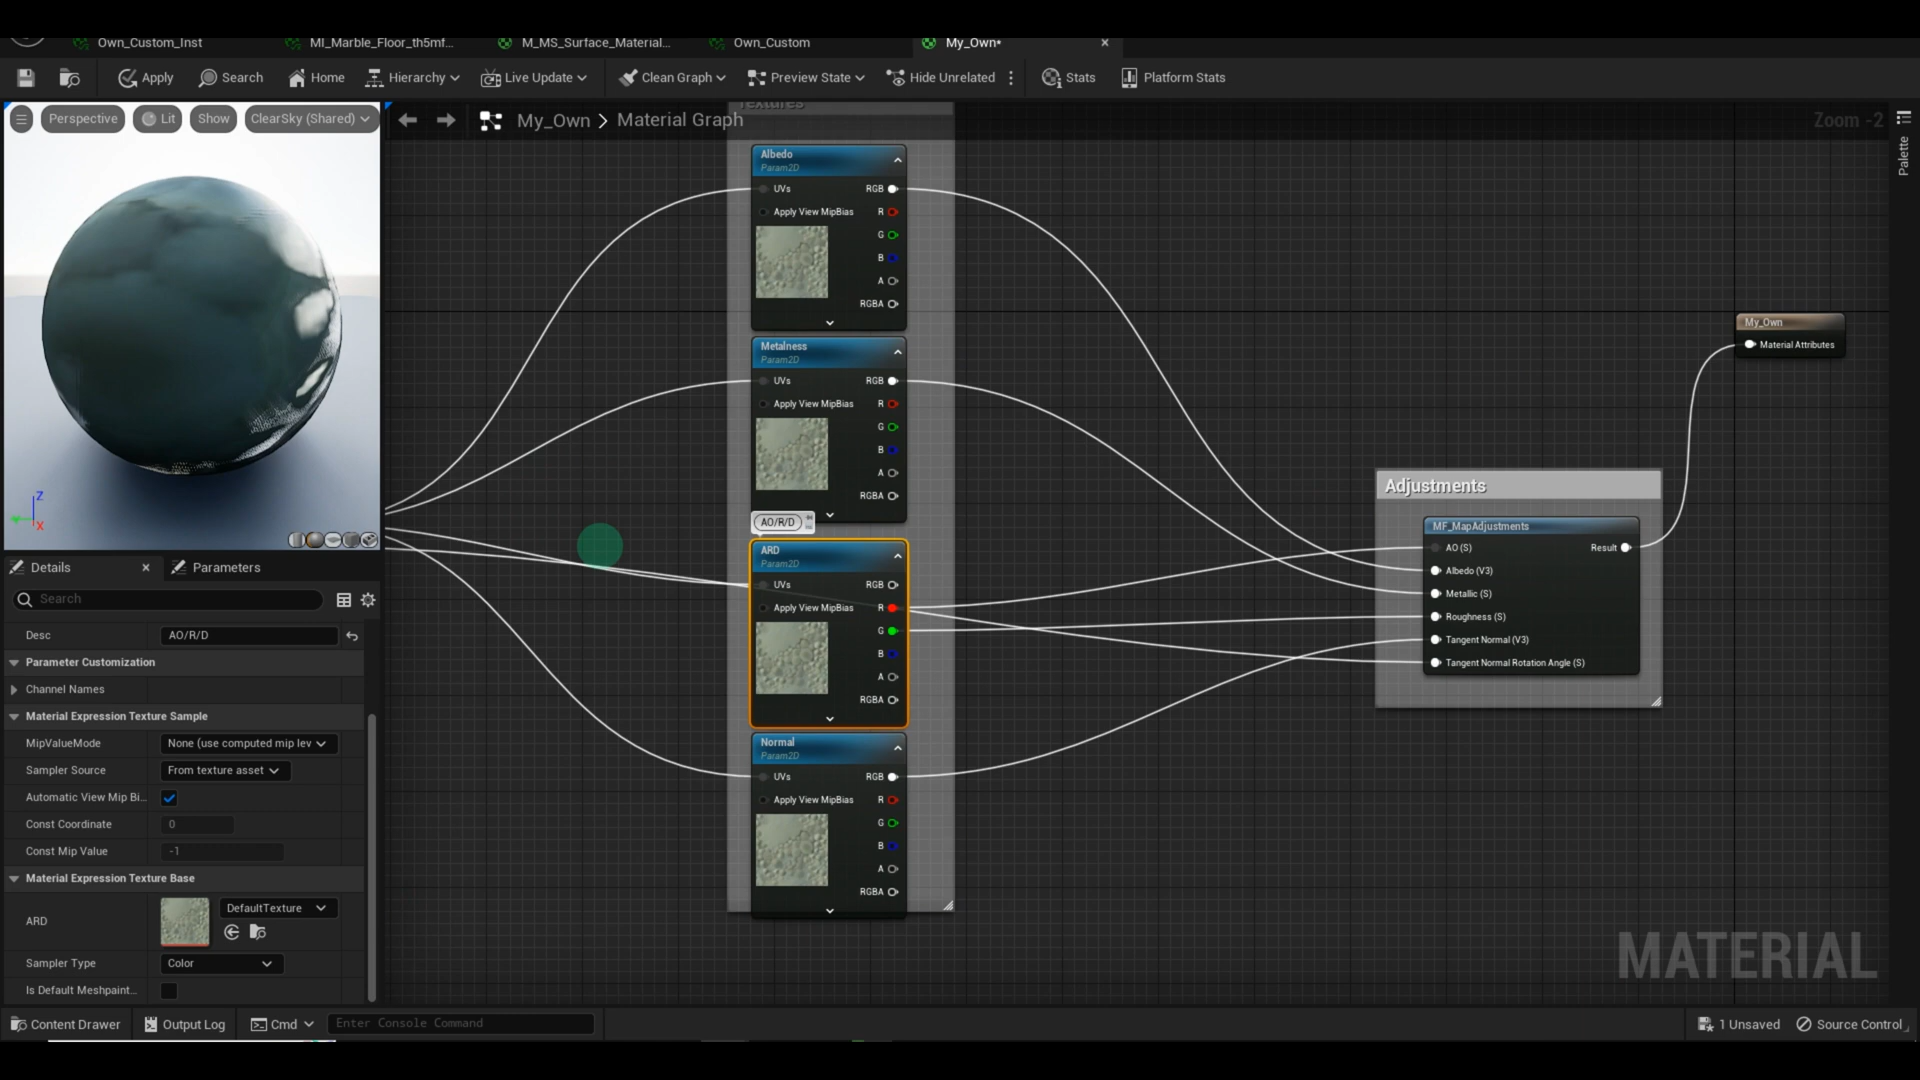 Own_Custom_Inst
MI_Marble_Floor_th5mf...
M_MS_Surface_Material...
Own_Custom
My_Own*
Apply
Search
Home
Hierarchy
Live Update
Clean Graph
Preview State
Hide Unrelated
Stats
Platform Stats
Perspective
Lit
Show
ClearSky (Shared)
My_Own > Material Graph
Textures
Zoom -2
Palette
Albedo
Param2D
UVs
RGB
Apply View MipBias
R
G
B
A
RGBA
Metalness
Param2D
UVs
RGB
Apply View MipBias
R
G
B
A
RGBA
AO/R/D
ARD
Param2D
UVs
RGB
Apply View MipBias
R
G
B
A
RGBA
Normal
Param2D
UVs
RGB
Apply View MipBias
R
G
B
A
RGBA
Adjustments
MF_MapAdjustments
AO (S)
Result
Albedo (V3)
Metallic (S)
Roughness (S)
Tangent Normal (V3)
Tangent Normal Rotation Angle (S)
My_Own
Material Attributes
Z
X
Details
Parameters
Search
Desc
AO/R/D
Parameter Customization
Channel Names
Material Expression Texture Sample
MipValueMode
None (use computed mip lev
Sampler Source
From texture asset
Automatic View Mip Bi...
Const Coordinate
0
Const Mip Value
-1
Material Expression Texture Base
ARD
DefaultTexture
Sampler Type
Color
Is Default Meshpaint...
MATERIAL
Content Drawer
Output Log
Cmd
Enter Console Command
1 Unsaved
Source Control